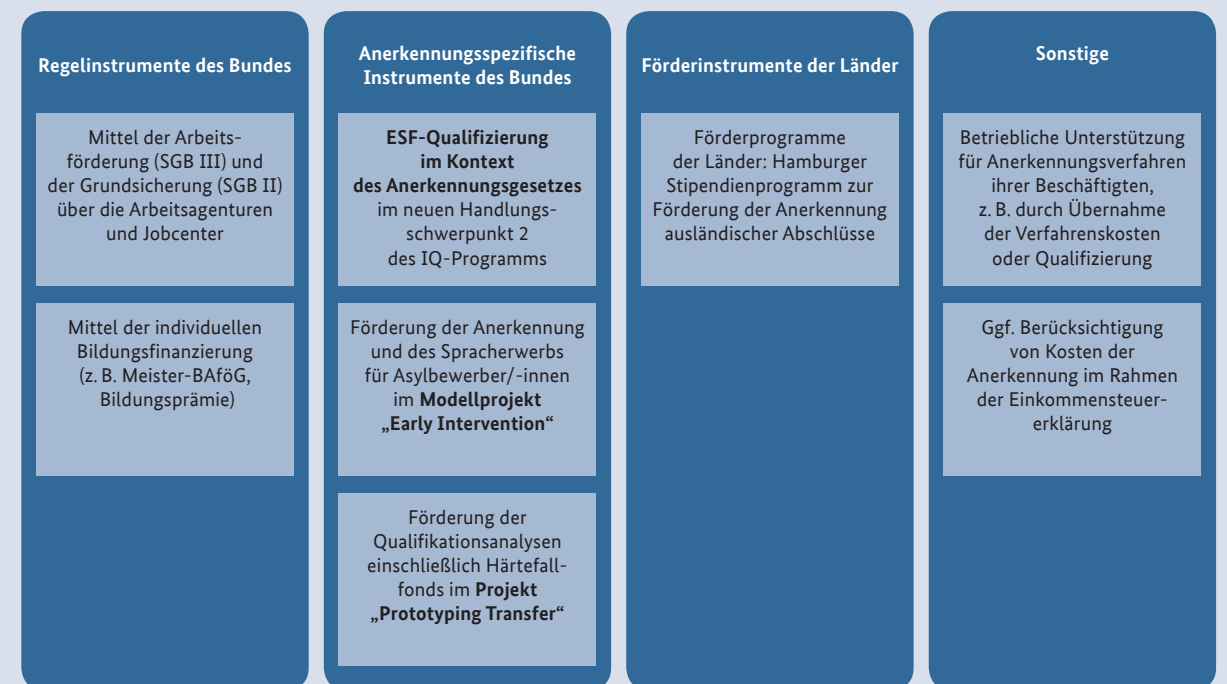 Regelinstrumente des Bundes
Mittel der Arbeits-
förderung (SGB III) und
der Grundsicherung (SGB II)
über die Arbeitsagenturen
und Jobcenter
Mittel der individuellen
Bildungsfinanzierung
(z. B. Meister-BAföG,
Bildungsprämie)
Anerkennungsspezifische
Instrumente des Bundes
ESF-Qualifizierung
im Kontext
des Anerkennungsgesetzes
im neuen Handlungs-
schwerpunkt 2
des IQ-Programms
Förderung der Anerkennung
und des Spracherwerbs
für Asylbewerber/-innen
im Modellprojekt
„Early Intervention“
Förderung der
Qualifikationsanalysen
einschließlich Härtefall-
fonds im Projekt
„Prototyping Transfer“
Förderinstrumente der Länder
Förderprogramme
der Länder: Hamburger
Stipendienprogramm zur
Förderung der Anerkennung
ausländischer Abschlüsse
Sonstige
Betriebliche Unterstützung
für Anerkennungsverfahren
ihrer Beschäftigten,
z. B. durch Übernahme
der Verfahrenskosten
oder Qualifizierung
Ggf. Berücksichtigung
von Kosten der
Anerkennung im Rahmen
der Einkommensteuer-
erklärung